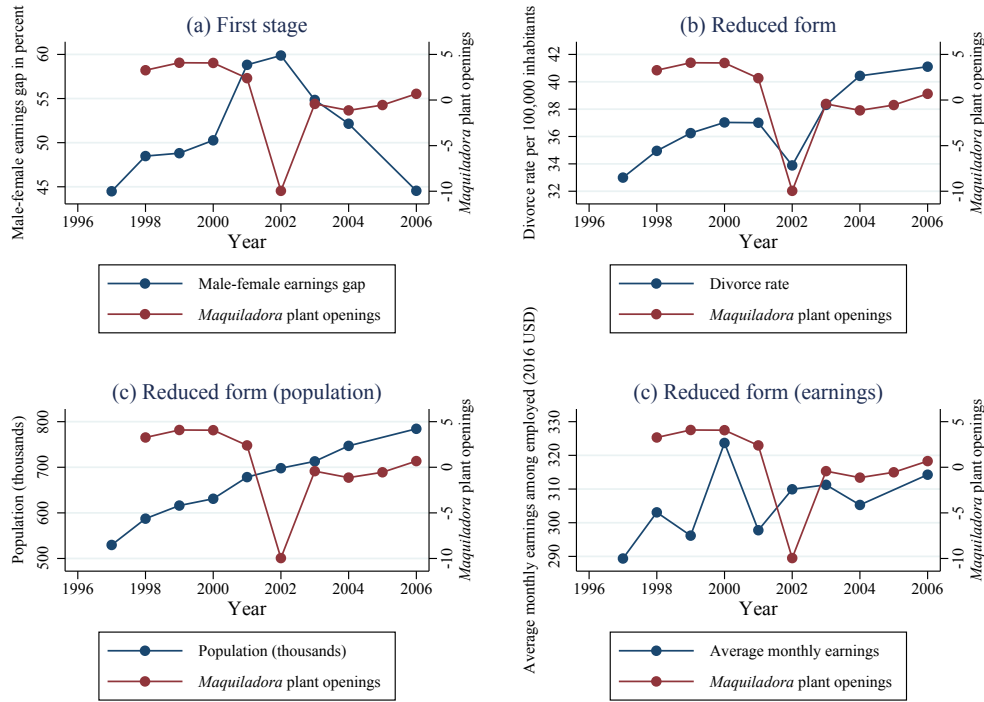 (a) First stage
Male-female earnings gap in percent
60
55
50
45
5
0
-5
-10
Maquiladora plant openings
1996 1998 2000 2002 2004 2006
Year
Male-female earnings gap
Maquiladora plant openings
(b) Reduced form
Divorce rate per 100,000 inhabitants
42
40
38
36
34
32
5
0
-5
-10
Maquiladora plant openings
1996 1998 2000 2002 2004 2006
Year
Divorce rate
Maquiladora plant openings
(c) Reduced form (population)
Population (thousands)
800
700
600
500
5
0
-5
-10
Maquiladora plant openings
1996 1998 2000 2002 2004 2006
Year
Population (thousands)
Maquiladora plant openings
(c) Reduced form (earnings)
Average monthly earnings among employed (2016 USD)
330
320
310
300
290
5
0
-5
-10
Maquiladora plant openings
1996 1998 2000 2002 2004 2006
Year
Average monthly earnings
Maquiladora plant openings